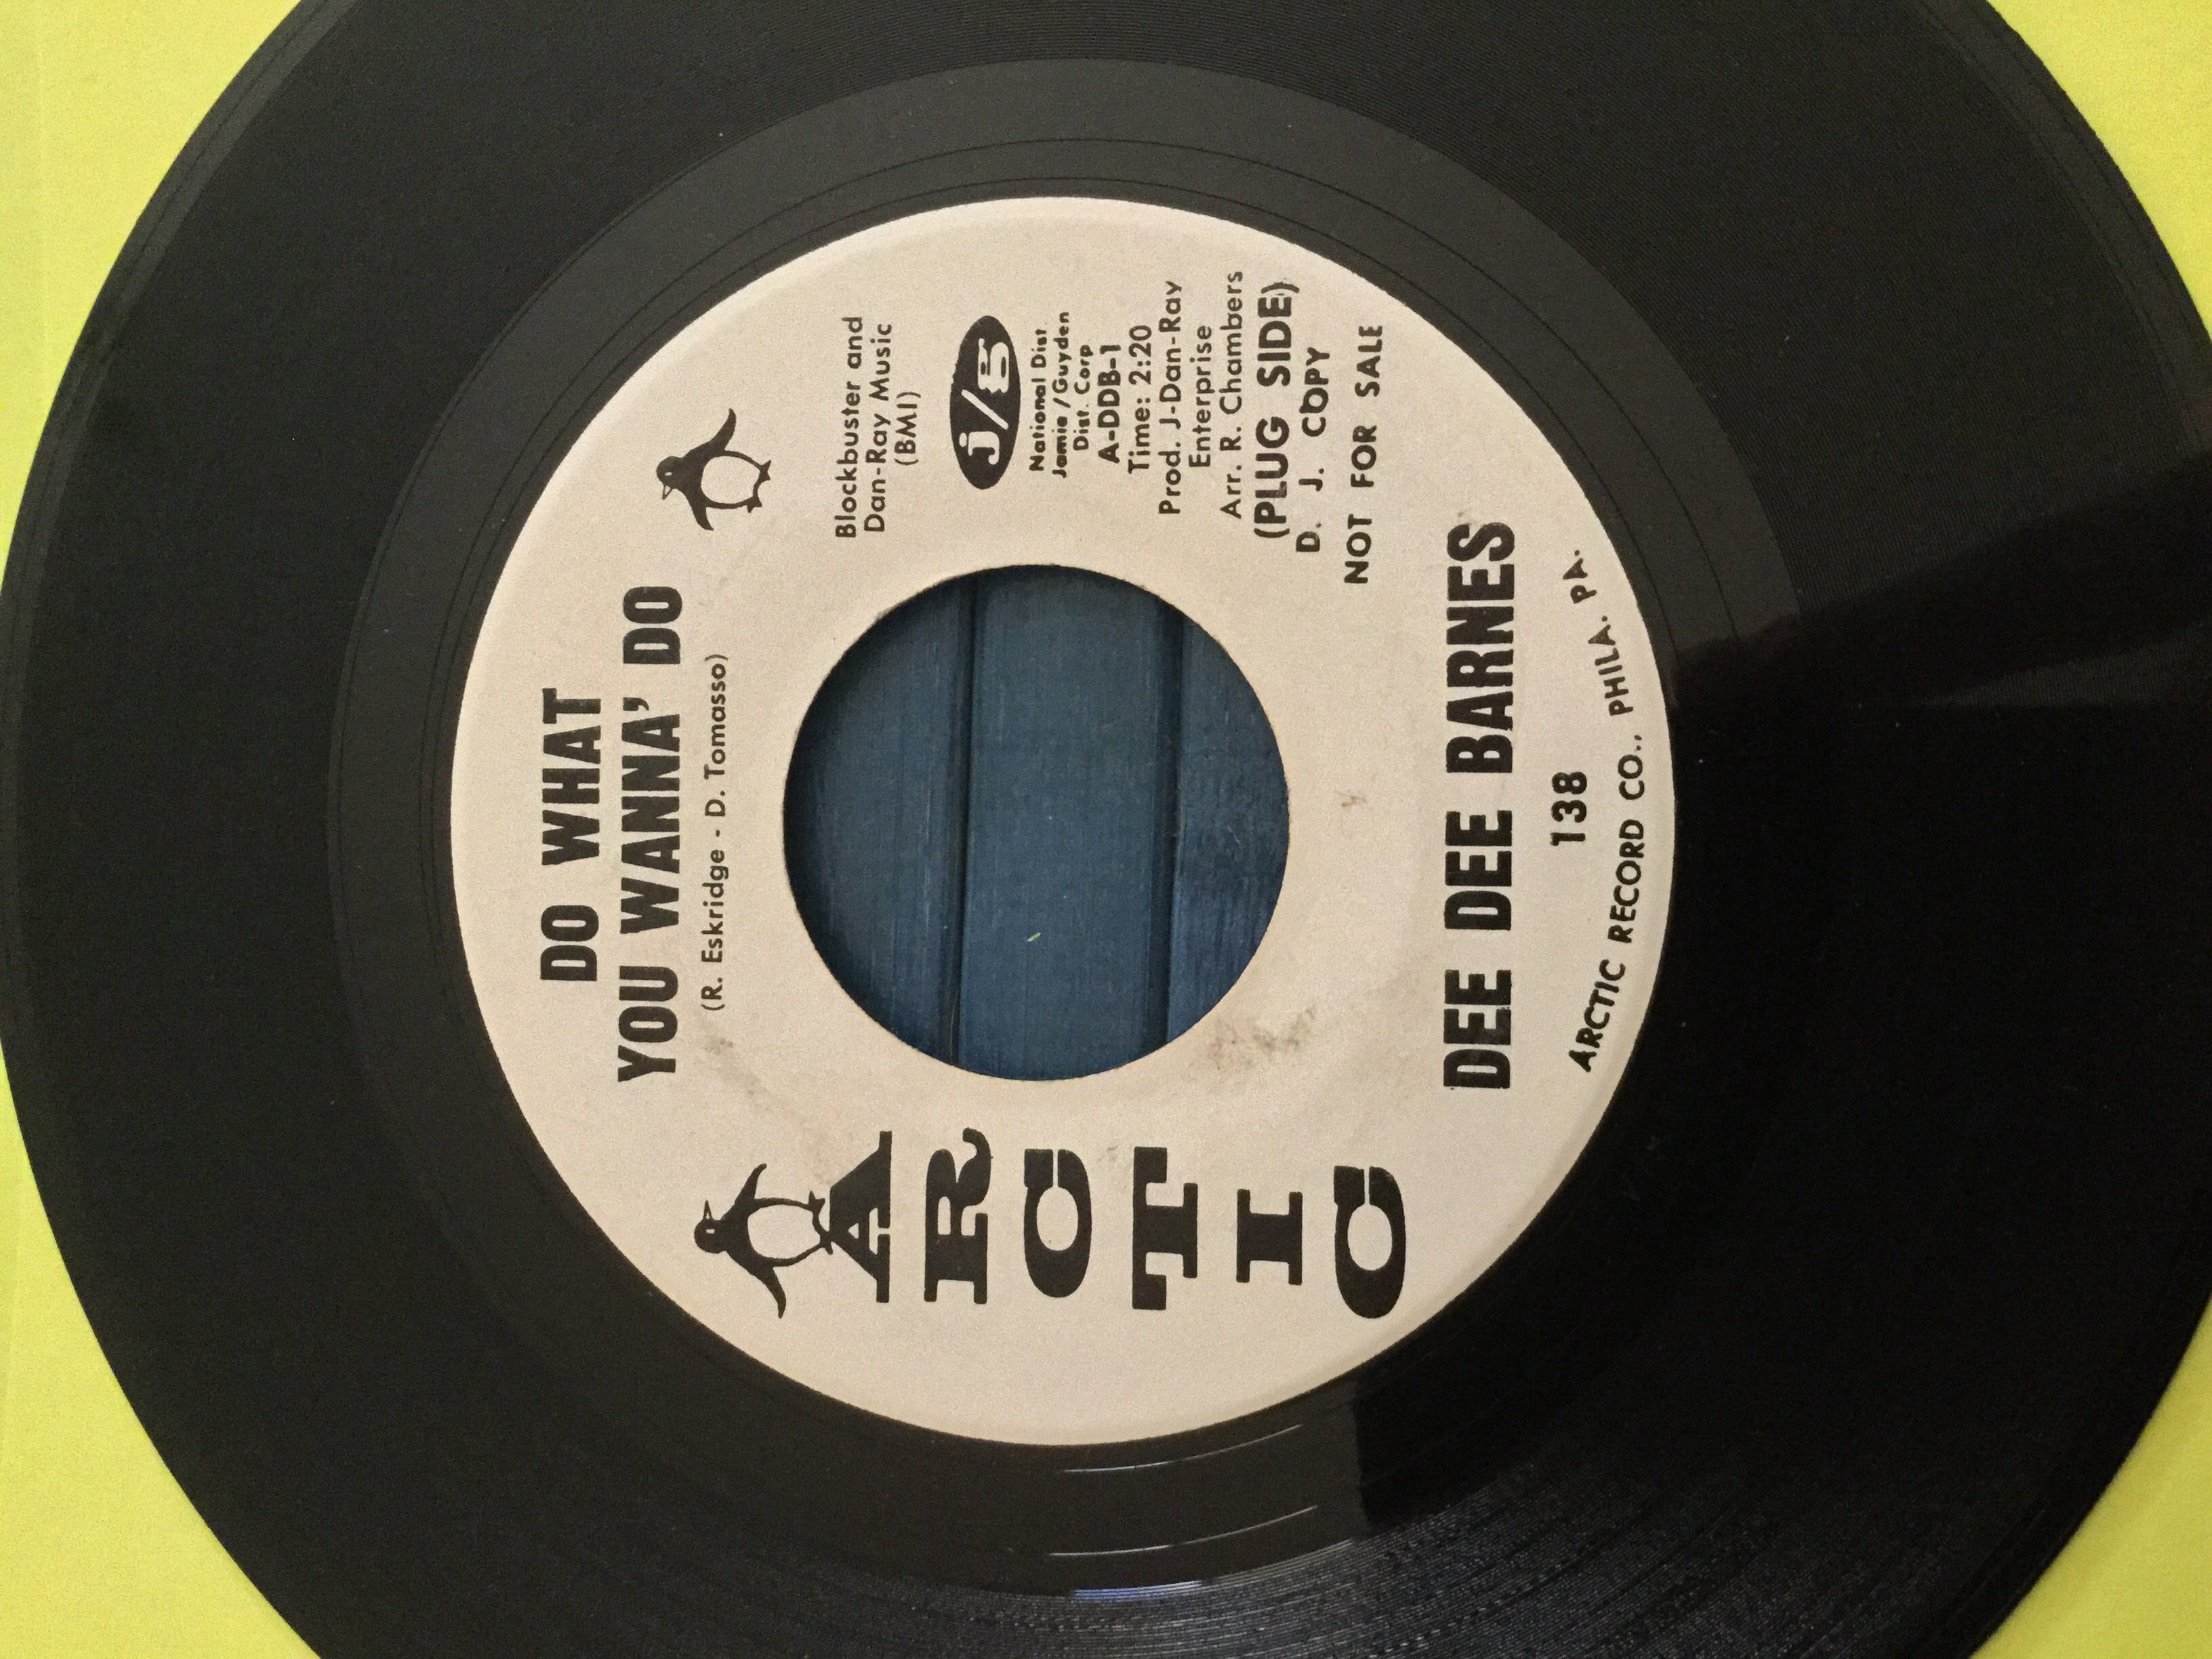 DO WHAT
YOU WANNA' DO
(R. Eskridge - D. Tomasso)
ARCTIC
Blockbuster and
Dan-Ray Music
(BMI)
j/g
National Dist
Jamie/Guyden
Dist. Corp
A-DDB-1
Time: 2:20
Prod. J-Dan-Ray
Enterprise
Arr. R. Chambers
(PLUG SIDE)
D. J. COPY
NOT FOR SALE
DEE DEE BARNES
138
ARCTIC RECORD CO., PHILA. PA.